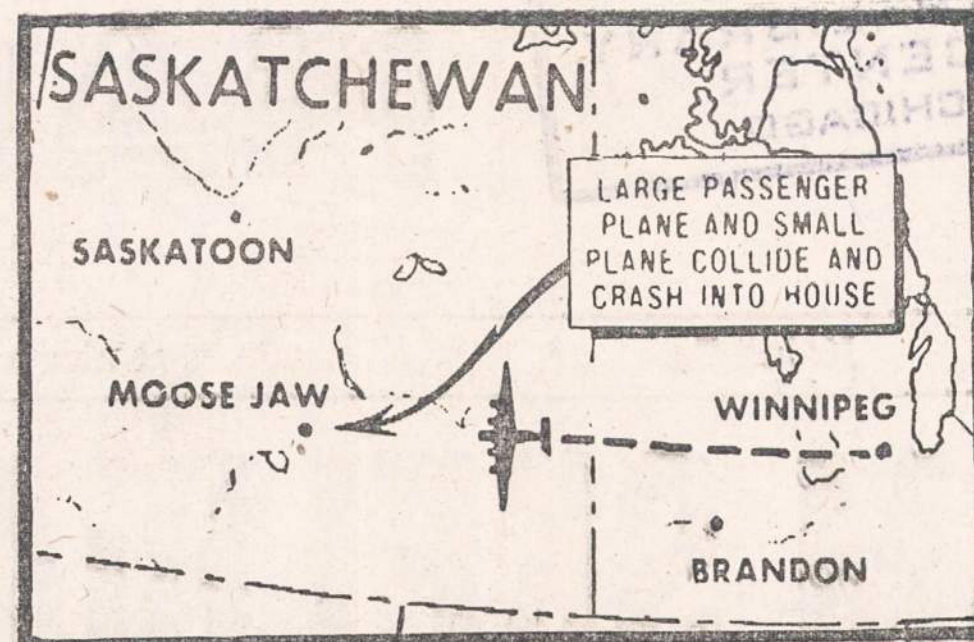 SASKATCHEWAN
LARGE PASSENGER
PLANE AND SMALL
PLANE COLLIDE AND
CRASH INTO HOUSE
SASKATOON
MOOSE JAW
WINNIPEG
BRANDON